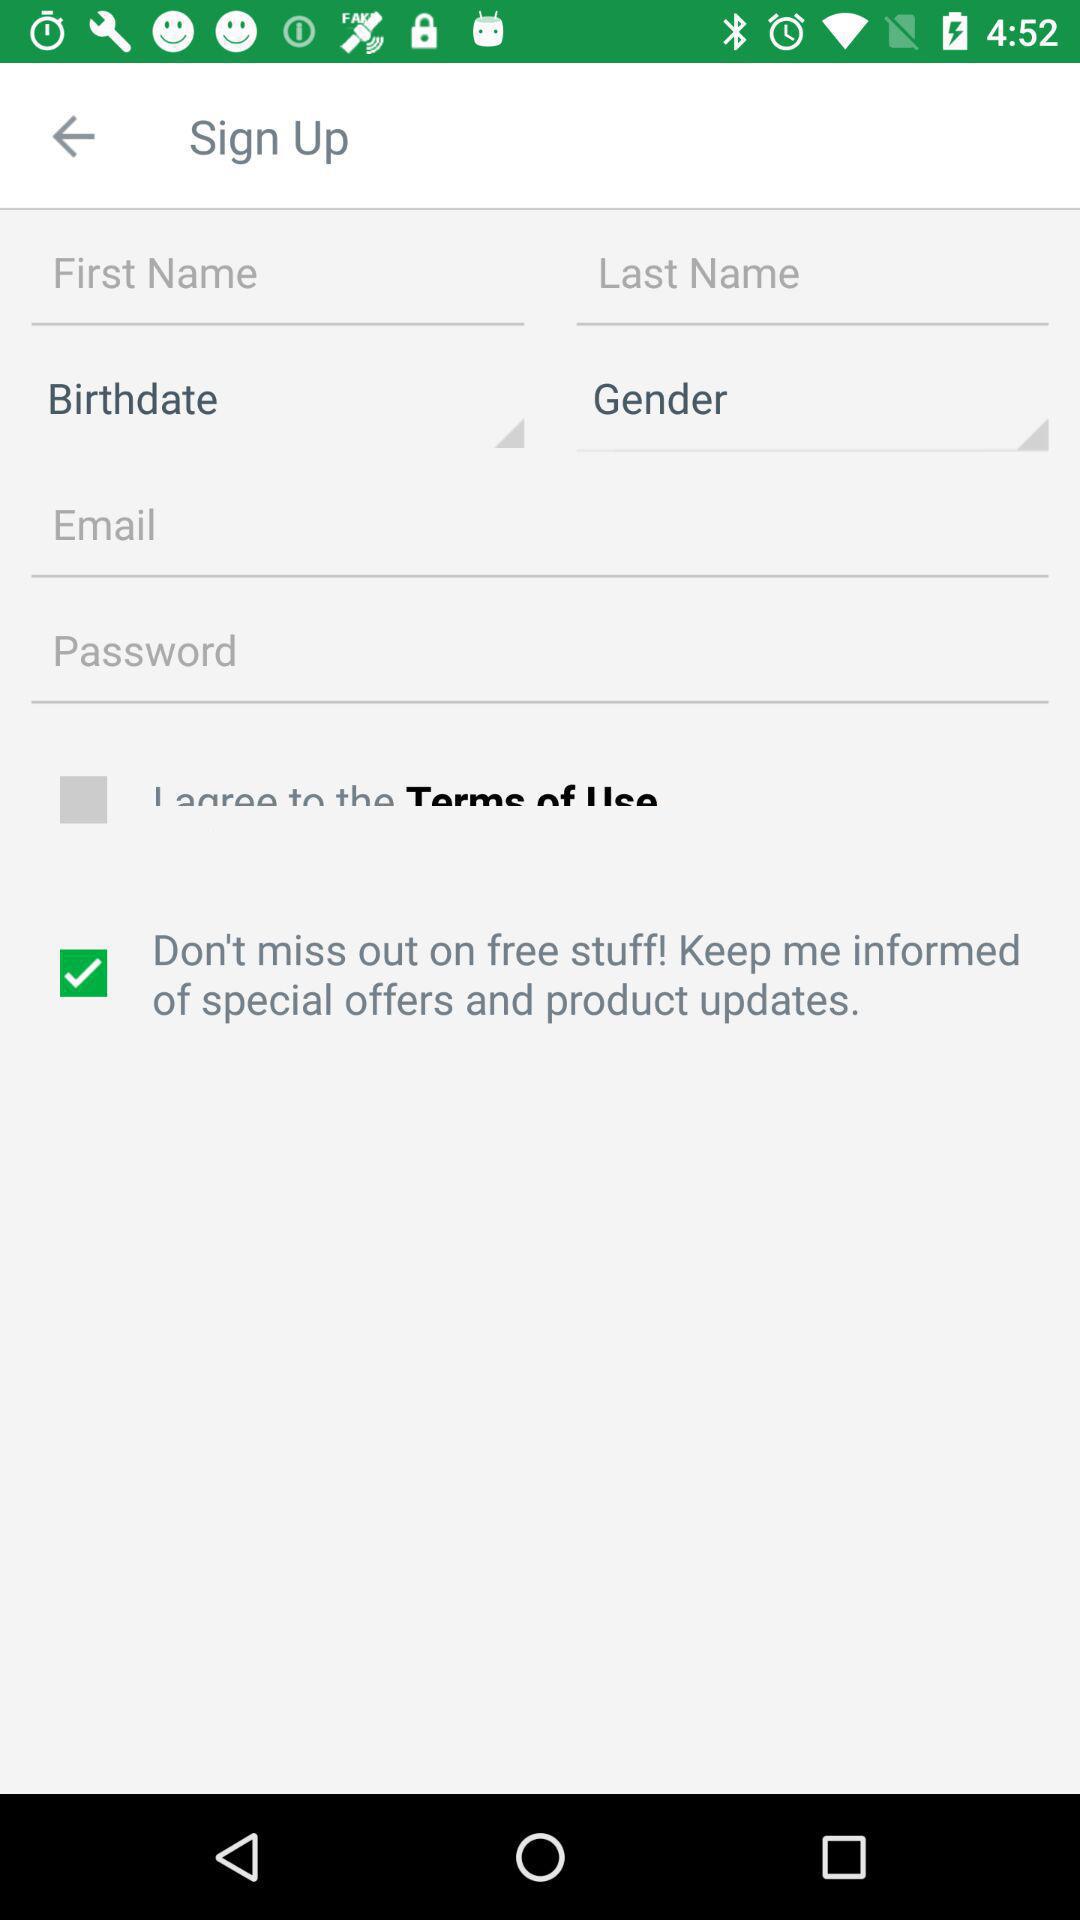 FAKE
4:52
Sign Up
First Name
Last Name
Birthdate
Gender
Email
Password
I agree to the Terms of Use
Don't miss out on free stuff! Keep me informed
of special offers and product updates.